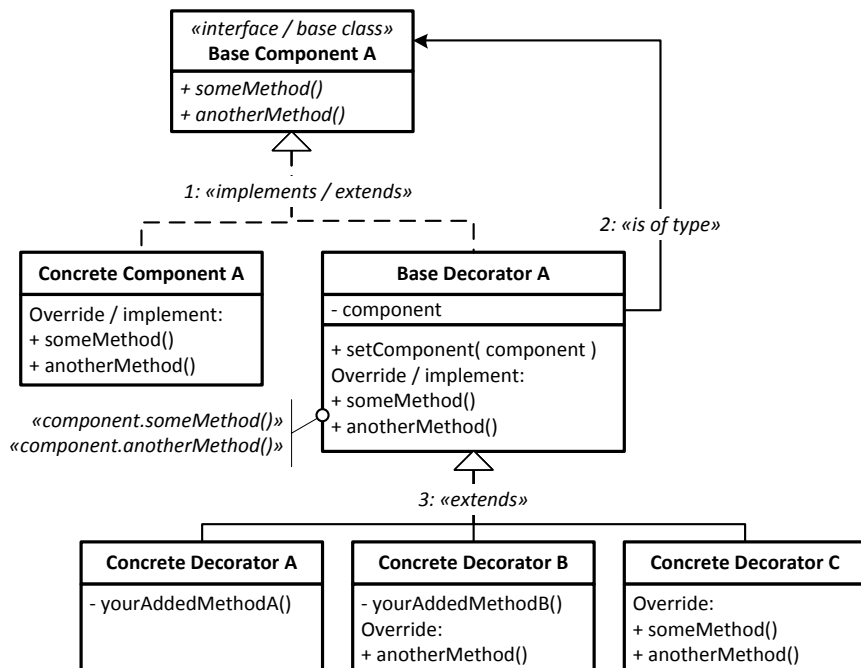 «interface / base class»
Base Component A
+ someMethod()
+ anotherMethod()
1: «implements / extends»
2: «is of type»
Concrete Component A
Override / implement:
+ someMethod()
+ anotherMethod()
Base Decorator A
- component
+ setComponent( component )
Override / implement:
+ someMethod()
+ anotherMethod()
«component.someMethod()»
«component.anotherMethod()»
3: «extends»
Concrete Decorator A
- yourAddedMethodA()
Concrete Decorator B
- yourAddedMethodB()
Override:
+ anotherMethod()
Concrete Decorator C
Override:
+ someMethod()
+ anotherMethod()